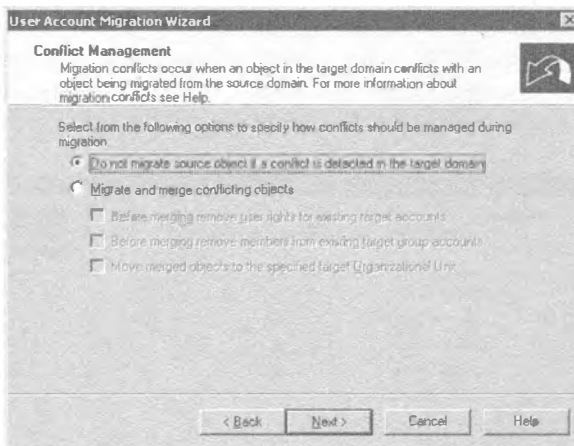 User Account Migration Wizard
Conflict Management
Migration conflicts occur when an object in the target domain conflicts with an
object being migrated from the source domain. For more information about
migration conflicts see Help.
Select from the following options to specify how conflicts should be managed during
migration.
Do not migrate source object if a conflict is detected in the target domain
Migrate and merge conflicting objects
Before merging remove user rights for existing target accounts
Before merging remove members from existing target group accounts
Move merged objects to the specified target Organizational Unit
< Back
Next >
Cancel
Help